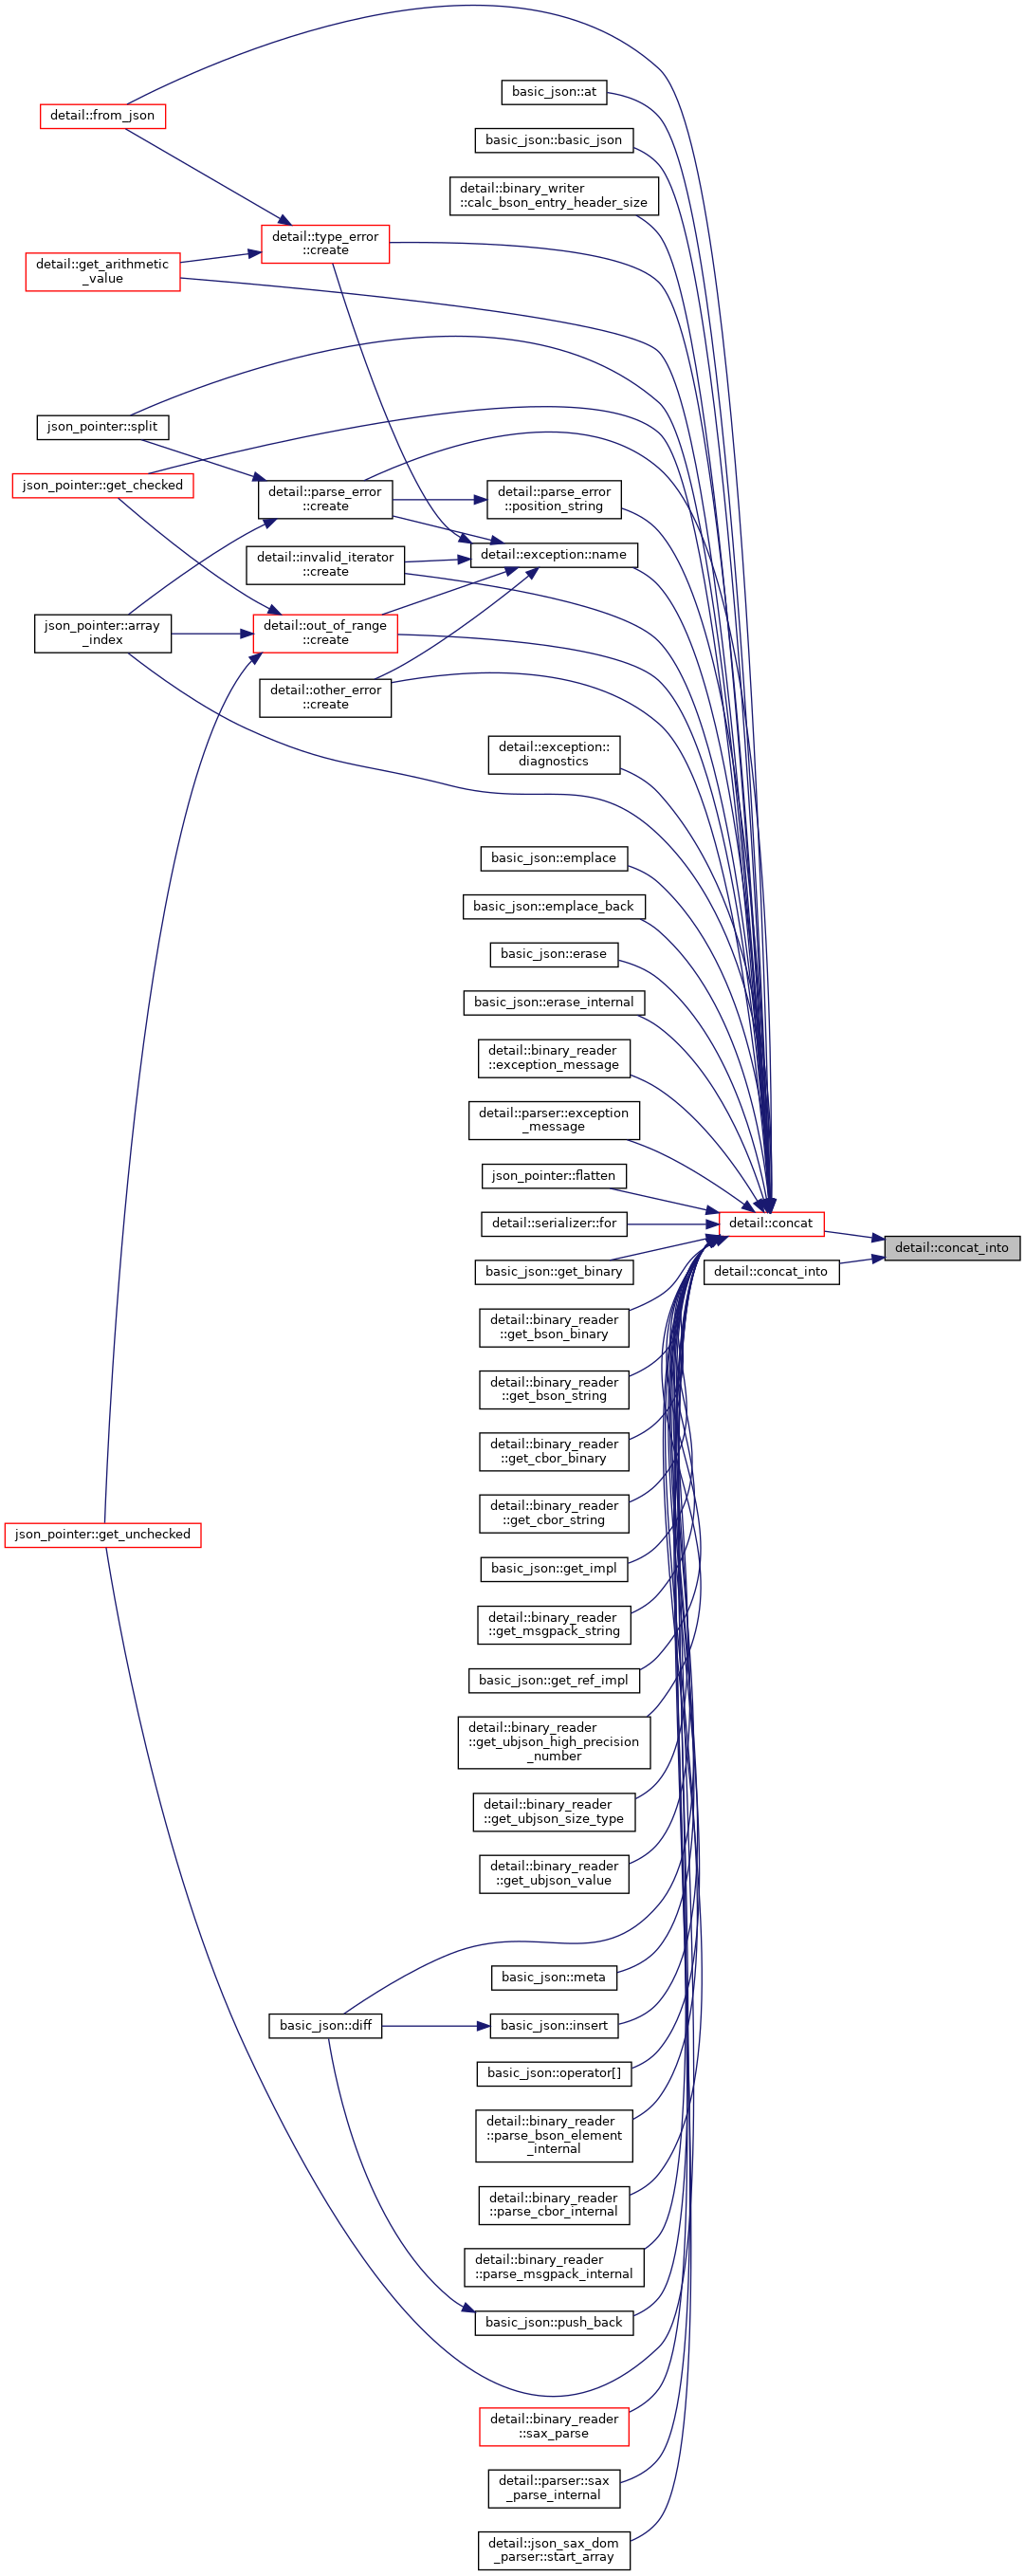 detail::from_json
basic_json::at
basic_json::basic_json
detail::binary_writer
::calc_bson_entry_header_size
detail::type_error
::create
detail::get_arithmetic
_value
json_pointer::split
json_pointer::get_checked
detail::parse_error
::create
detail::parse_error
::position_string
detail::invalid_iterator
::create
detail::exception::name
json_pointer::array
_index
detail::out_of_range
::create
detail::other_error
::create
detail::exception::
diagnostics
basic_json::emplace
basic_json::emplace_back
basic_json::erase
basic_json::erase_internal
detail::binary_reader
::exception_message
detail::parser::exception
_message
json_pointer::flatten
detail::serializer::for
detail::concat
detail::concat_into
basic_json::get_binary
detail::concat_into
detail::binary_reader
::get_bson_binary
detail::binary_reader
::get_bson_string
detail::binary_reader
::get_cbor_binary
detail::binary_reader
::get_cbor_string
json_pointer::get_unchecked
basic_json::get_impl
detail::binary_reader
::get_msgpack_string
basic_json::get_ref_impl
detail::binary_reader
::get_ubjson_high_precision
_number
detail::binary_reader
::get_ubjson_size_type
detail::binary_reader
::get_ubjson_value
basic_json::meta
basic_json::diff
basic_json::insert
basic_json::operator[]
detail::binary_reader
::parse_bson_element
_internal
detail::binary_reader
::parse_cbor_internal
detail::binary_reader
::parse_msgpack_internal
basic_json::push_back
detail::binary_reader
::sax_parse
detail::parser::sax
_parse_internal
detail::json_sax_dom
_parser::start_array